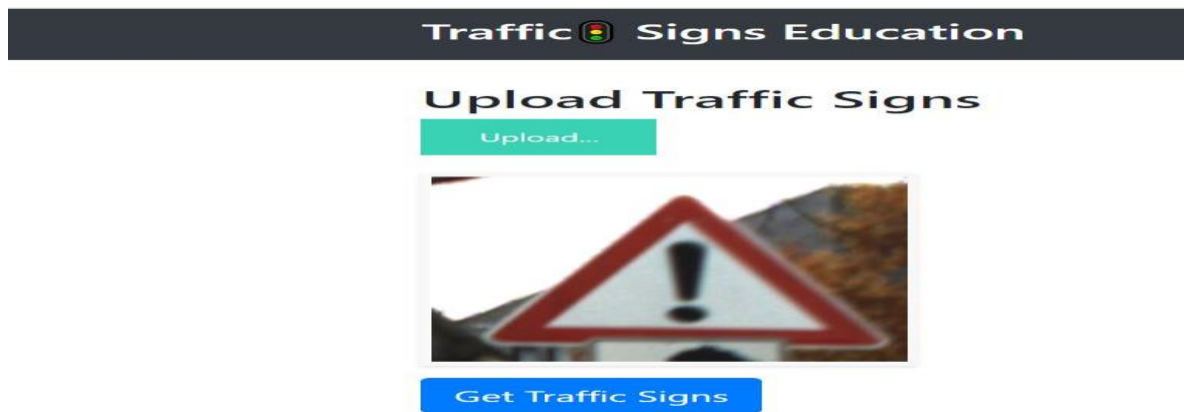 Traffic🚦 Signs Education
Upload Traffic Signs
Upload...
!
Get Traffic Signs